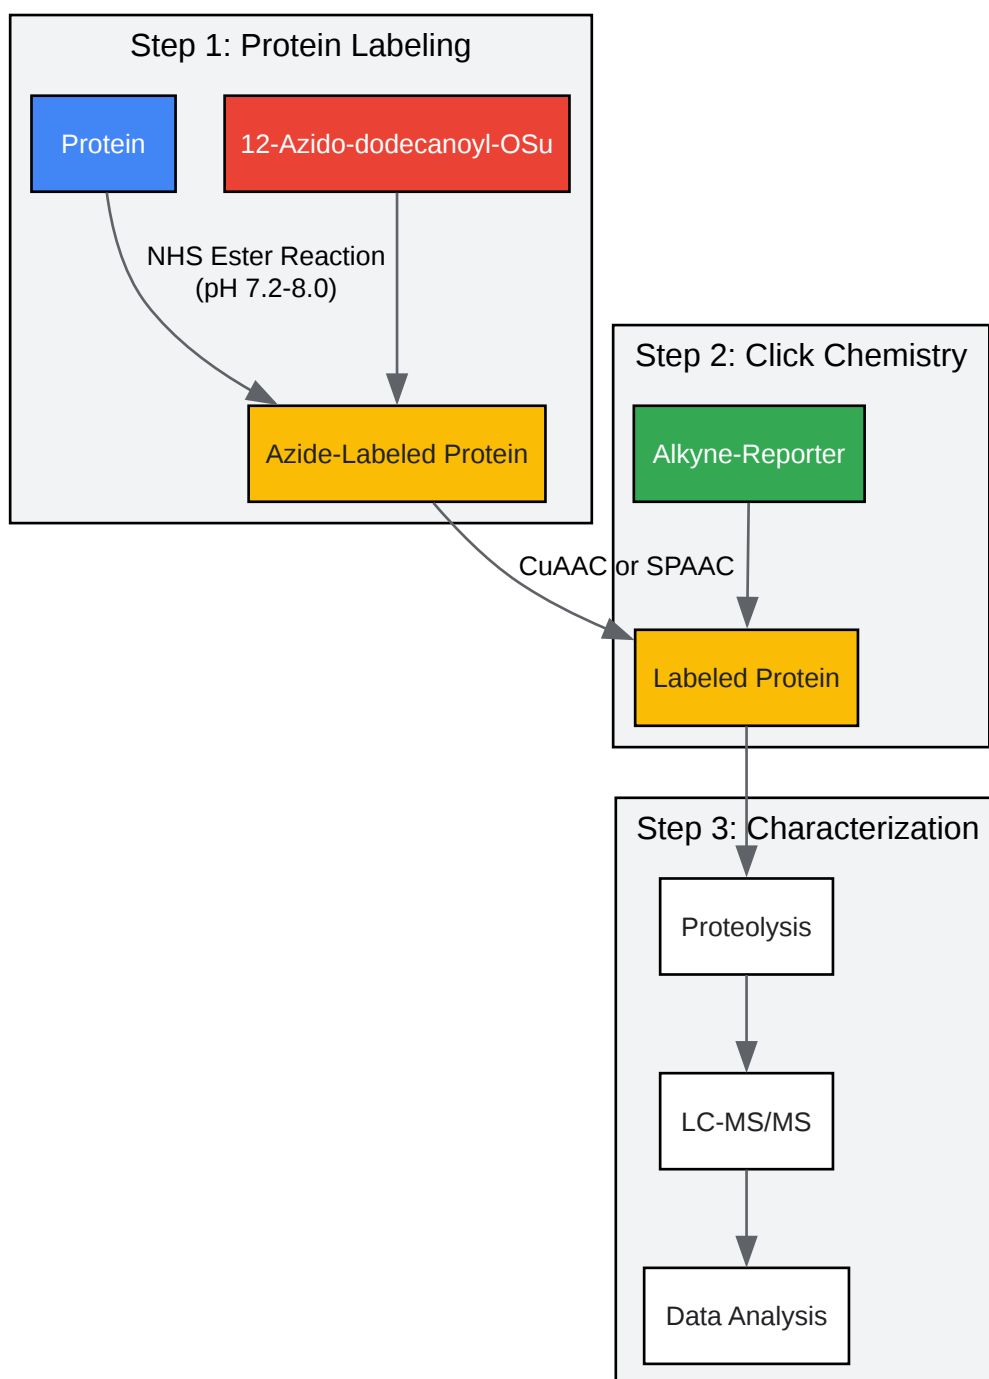 Step 1: Protein Labeling
Protein
12-Azido-dodecanoyl-OSu
NHS Ester Reaction
(pH 7.2-8.0)
Azide-Labeled Protein
Step 2: Click Chemistry
Alkyne-Reporter
CuAAC or SPAAC
Labeled Protein
Step 3: Characterization
Proteolysis
LC-MS/MS
Data Analysis